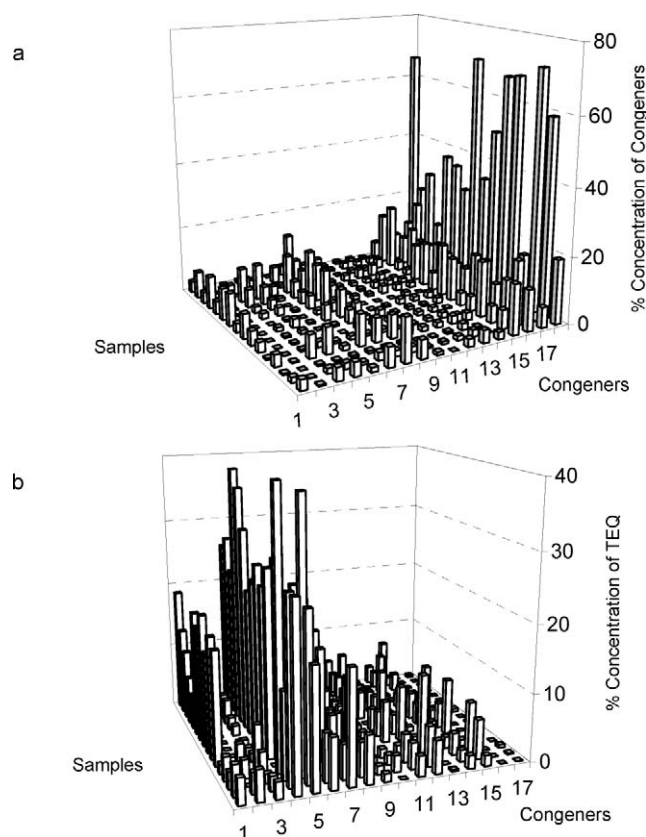 a
80
60
40
20
0
% Concentration of Congeners
Samples
Congeners
1 3 5 7 9 11 13 15 17
b
40
30
20
10
0
% Concentration of TEQ
Samples
Congeners
1 3 5 7 9 11 13 15 17